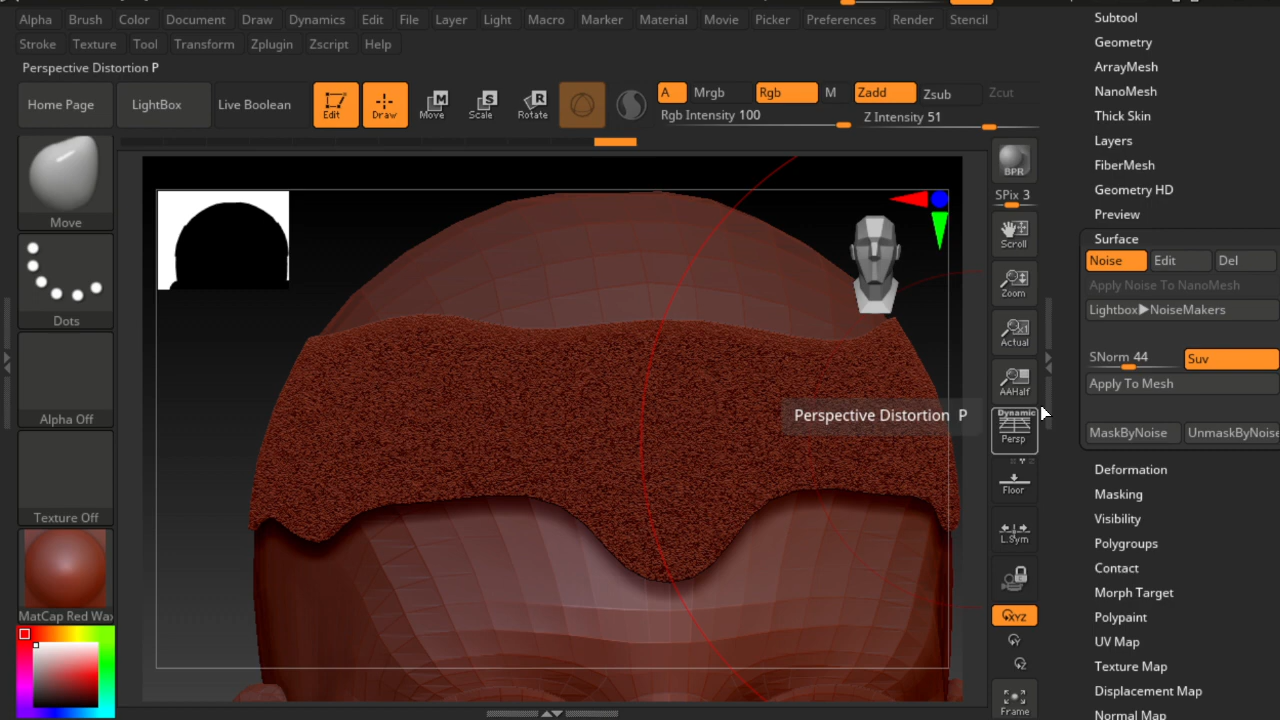 Alpha Brush Color Document Draw Dynamics Edit File Layer Light Macro Marker Material Movie Picker Preferences Render Stencil
Stroke Texture Tool Transform Zplugin Zscript Help
Perspective Distortion P
Home Page LightBox Live Boolean Edit Draw Move Scale Rotate
A Mrgb Rgb M Zadd Zsub Zcut
Rgb Intensity 100 Z Intensity 51
Move
Dots
Alpha Off
Texture Off
MatCap Red Wax
Perspective Distortion P
BPR
SPix 3
Scroll
Zoom
Actual
AAHalf
Dynamic
Persp
Floor
L.Sym
XYZ
Y
Z
Frame
Subtool
Geometry
ArrayMesh
NanoMesh
Thick Skin
Layers
FiberMesh
Geometry HD
Preview
Surface
Noise Edit Del
Apply Noise To NanoMesh
Lightbox▶NoiseMakers
SNorm 44 Suv
Apply To Mesh
MaskByNoise UnmaskByNoise
Deformation
Masking
Visibility
Polygroups
Contact
Morph Target
Polypaint
UV Map
Texture Map
Displacement Map
Normal Map